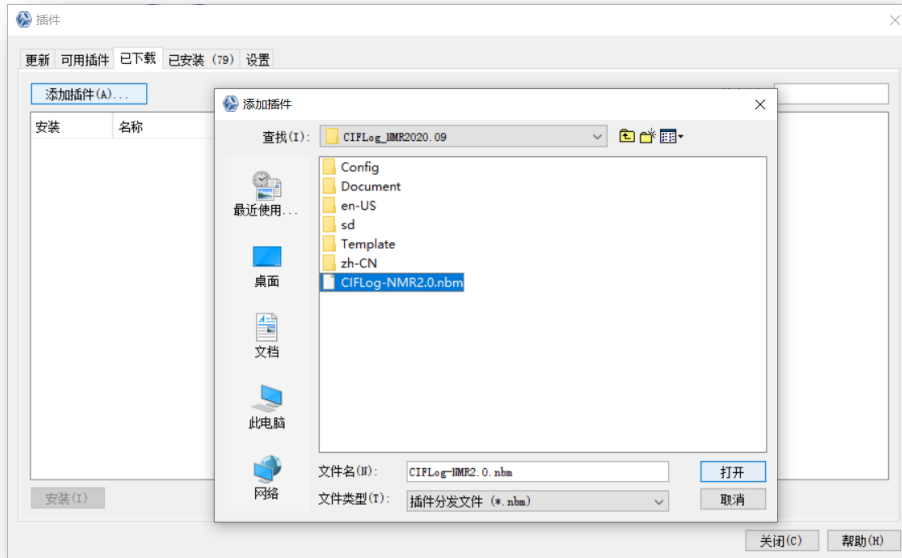 插件
更新 可用插件 已下载 已安装 (79) 设置
添加插件(A)...
安装 名称
添加插件
查找(I): CIFLog_NMR2020.09
最近使用...
桌面
文档
此电脑
网络
Config
Document
en-US
sd
Template
zh-CN
CIFLog-NMR2.0.nbm
文件名(N): CIFLog-NMR2.0.nbm 打开
文件类型(T): 插件分发文件 (*.nbm) 取消
安装(I)
关闭(C) 帮助(H)